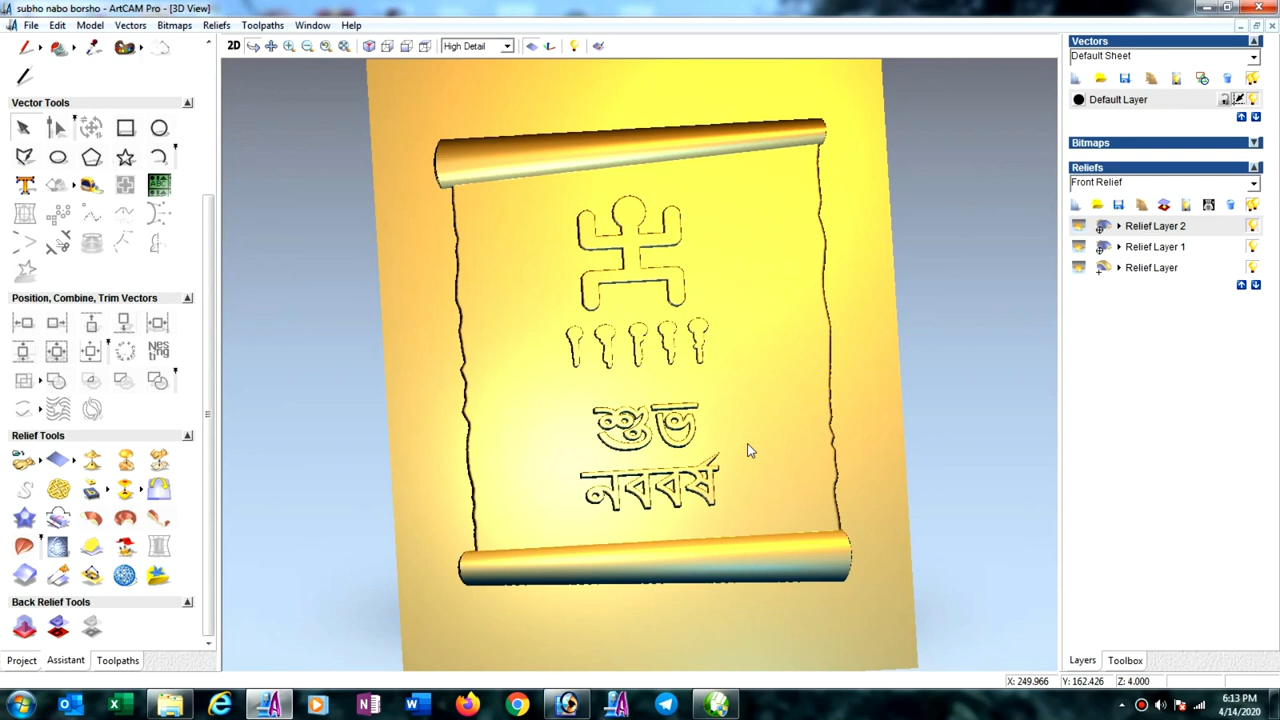 subho nabo borsho - ArtCAM Pro - [3D View]
File Edit Model Vectors Bitmaps Reliefs Toolpaths Window Help
2D High Detail
Vector Tools
ABC
Position, Combine, Trim Vectors
Relief Tools
Back Relief Tools
Project Assistant Toolpaths
শুভ
নববর্ষ
Vectors
Default Sheet
Default Layer
Bitmaps
Reliefs
Front Relief
Relief Layer 2
Relief Layer 1
Relief Layer
Layers Toolbox
X: 249.966 Y: 162.426 Z: 4.000
6:13 PM
4/14/2020